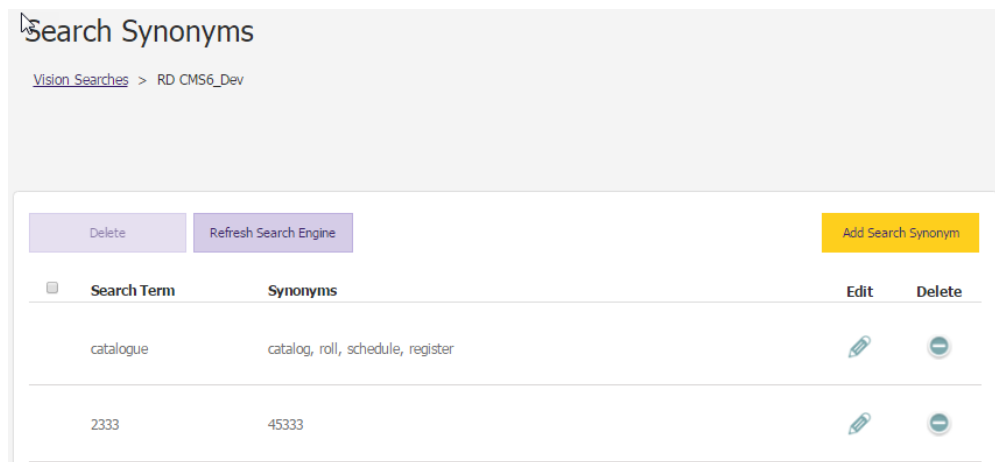 Search Synonyms
Vision Searches > RD CMS6_Dev
Delete Refresh Search Engine Add Search Synonym
Search Term Synonyms Edit Delete
catalogue catalog, roll, schedule, register
2333 45333